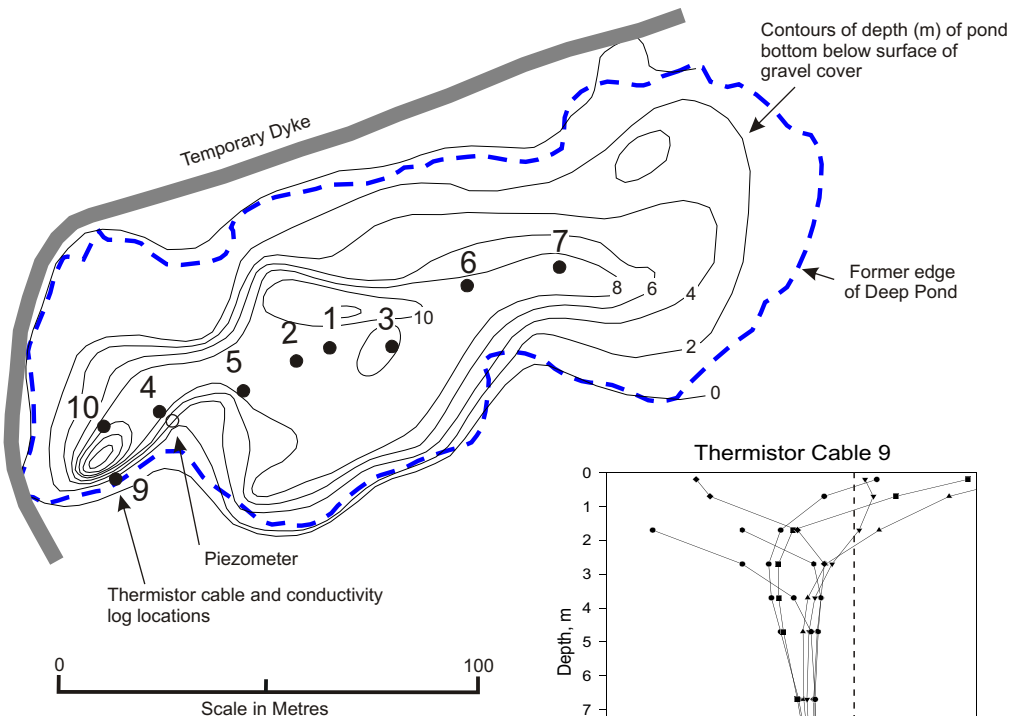 Contours of depth (m) of pond
bottom below surface of
gravel cover
Temporary Dyke
7
6
8
6
4
Former edge
of Deep Pond
1
3
10
2
2
5
4
10
0
9
Piezometer
Thermistor cable and conductivity
log locations
0
100
Scale in Metres
Thermistor Cable 9
0
1
2
3
4
5
6
7
Depth, m